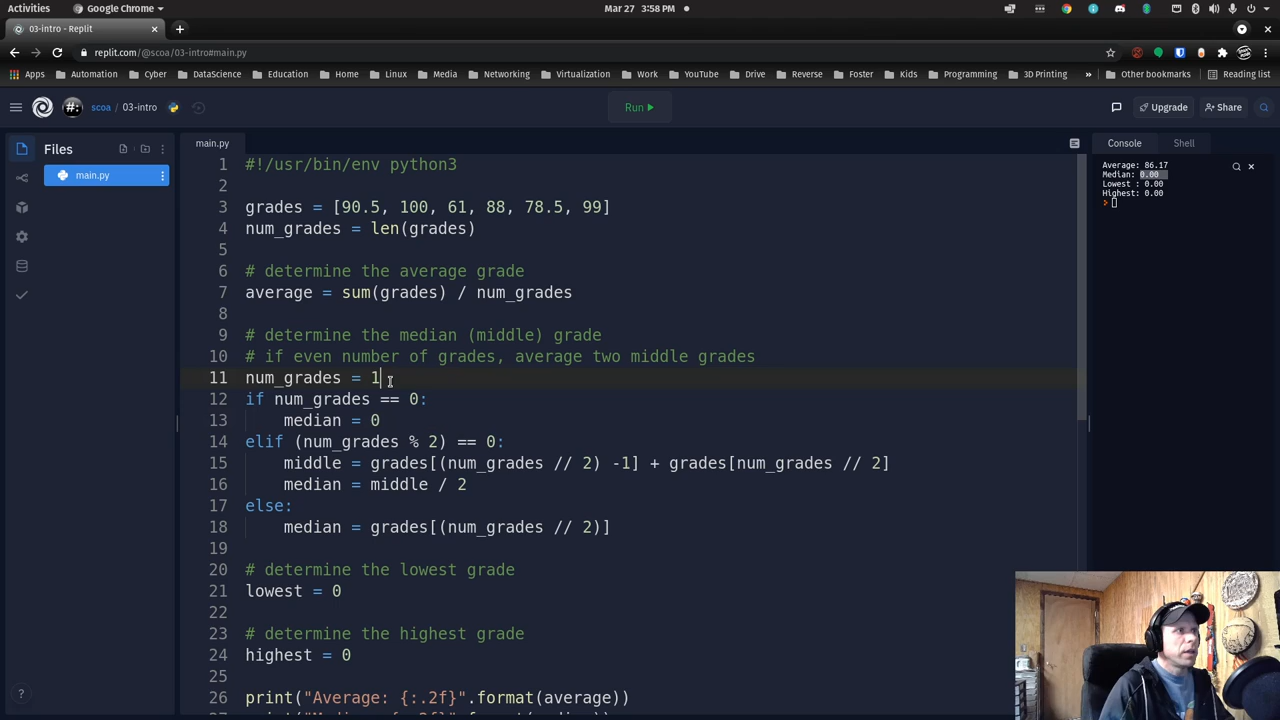 Activities
Google Chrome
Mar 27 3:58 PM
03-intro - Replit
replit.com/@scoa/03-intro#main.py
Apps
Automation
Cyber
DataScience
Education
Home
Linux
Media
Networking
Virtualization
Work
YouTube
Drive
Reverse
Foster
Kids
Programming
3D Printing
»
Other bookmarks
Reading list
scoa / 03-intro
Run
Upgrade
Share
Files
main.py
main.py
1 #!/usr/bin/env python3
2
3 grades = [90.5, 100, 61, 88, 78.5, 99]
4 num_grades = len(grades)
5
6 # determine the average grade
7 average = sum(grades) / num_grades
8
9 # determine the median (middle) grade
10 # if even number of grades, average two middle grades
11 num_grades = 1
12 if num_grades == 0:
13 median = 0
14 elif (num_grades % 2) == 0:
15 middle = grades[(num_grades // 2) -1] + grades[num_grades // 2]
16 median = middle / 2
17 else:
18 median = grades[(num_grades // 2)]
19
20 # determine the lowest grade
21 lowest = 0
22
23 # determine the highest grade
24 highest = 0
25
26 print("Average: {:.2f}".format(average))
27
Console
Shell
Average: 86.17
Median: 0.00
Lowest : 0.00
Highest: 0.00
>
?